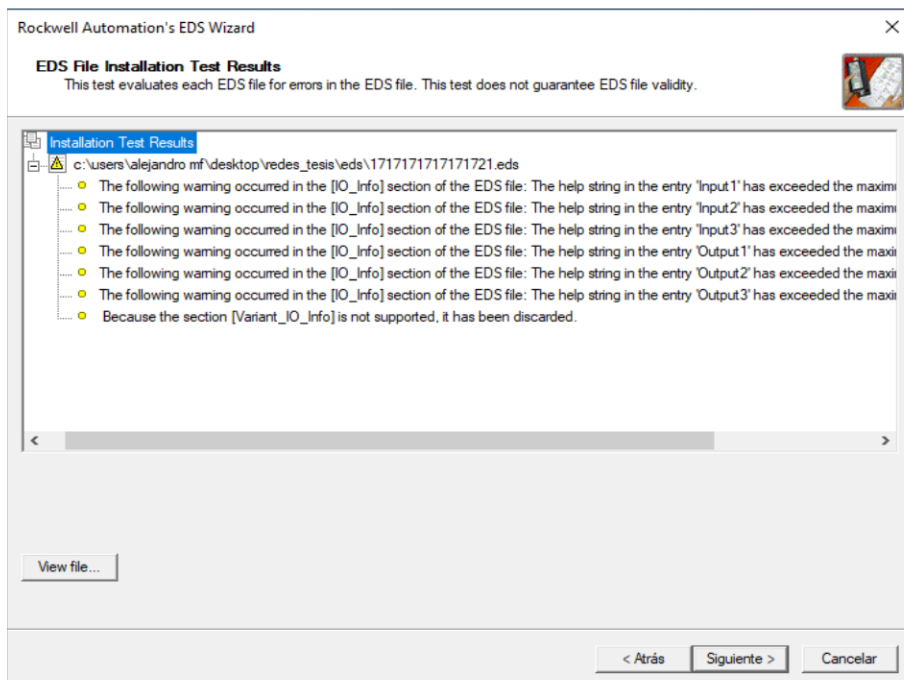 Rockwell Automation's EDS Wizard
EDS File Installation Test Results
This test evaluates each EDS file for errors in the EDS file. This test does not guarantee EDS file validity.
Installation Test Results
c:\users\alejandro mf\desktop\redes_tesis\eds\1717171717171721.eds
The following warning occurred in the [IO_Info] section of the EDS file: The help string in the entry 'Input1' has exceeded the maximu
The following warning occurred in the [IO_Info] section of the EDS file: The help string in the entry 'Input2' has exceeded the maximu
The following warning occurred in the [IO_Info] section of the EDS file: The help string in the entry 'Input3' has exceeded the maximu
The following warning occurred in the [IO_Info] section of the EDS file: The help string in the entry 'Output1' has exceeded the maxi
The following warning occurred in the [IO_Info] section of the EDS file: The help string in the entry 'Output2' has exceeded the maxi
The following warning occurred in the [IO_Info] section of the EDS file: The help string in the entry 'Output3' has exceeded the maxi
Because the section [Variant_IO_Info] is not supported, it has been discarded.
View file...
< Atrás
Siguiente >
Cancelar